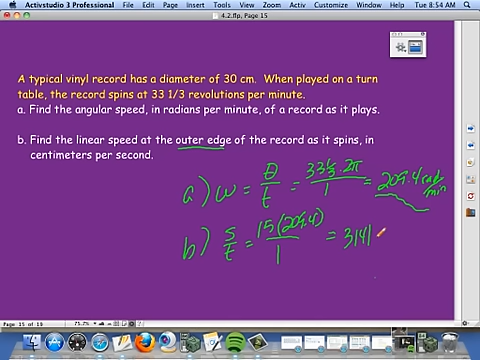 Activstudio 3 Professional File Edit View Page Insert Tools Activ Customize Window Help Tue 8:54 AM
4.2.flp, Page 15
A typical vinyl record has a diameter of 30 cm. When played on a turn
table, the record spins at 33 1/3 revolutions per minute.
a. Find the angular speed, in radians per minute, of a record as it plays.
b. Find the linear speed at the outer edge of the record as it spins, in
centimeters per second.
a) ω = θ/t = 33⅓·2π/1 = 209.4 rad/min
b) s/t = 15(209.4)/1 = 3141
Page 15 of 19